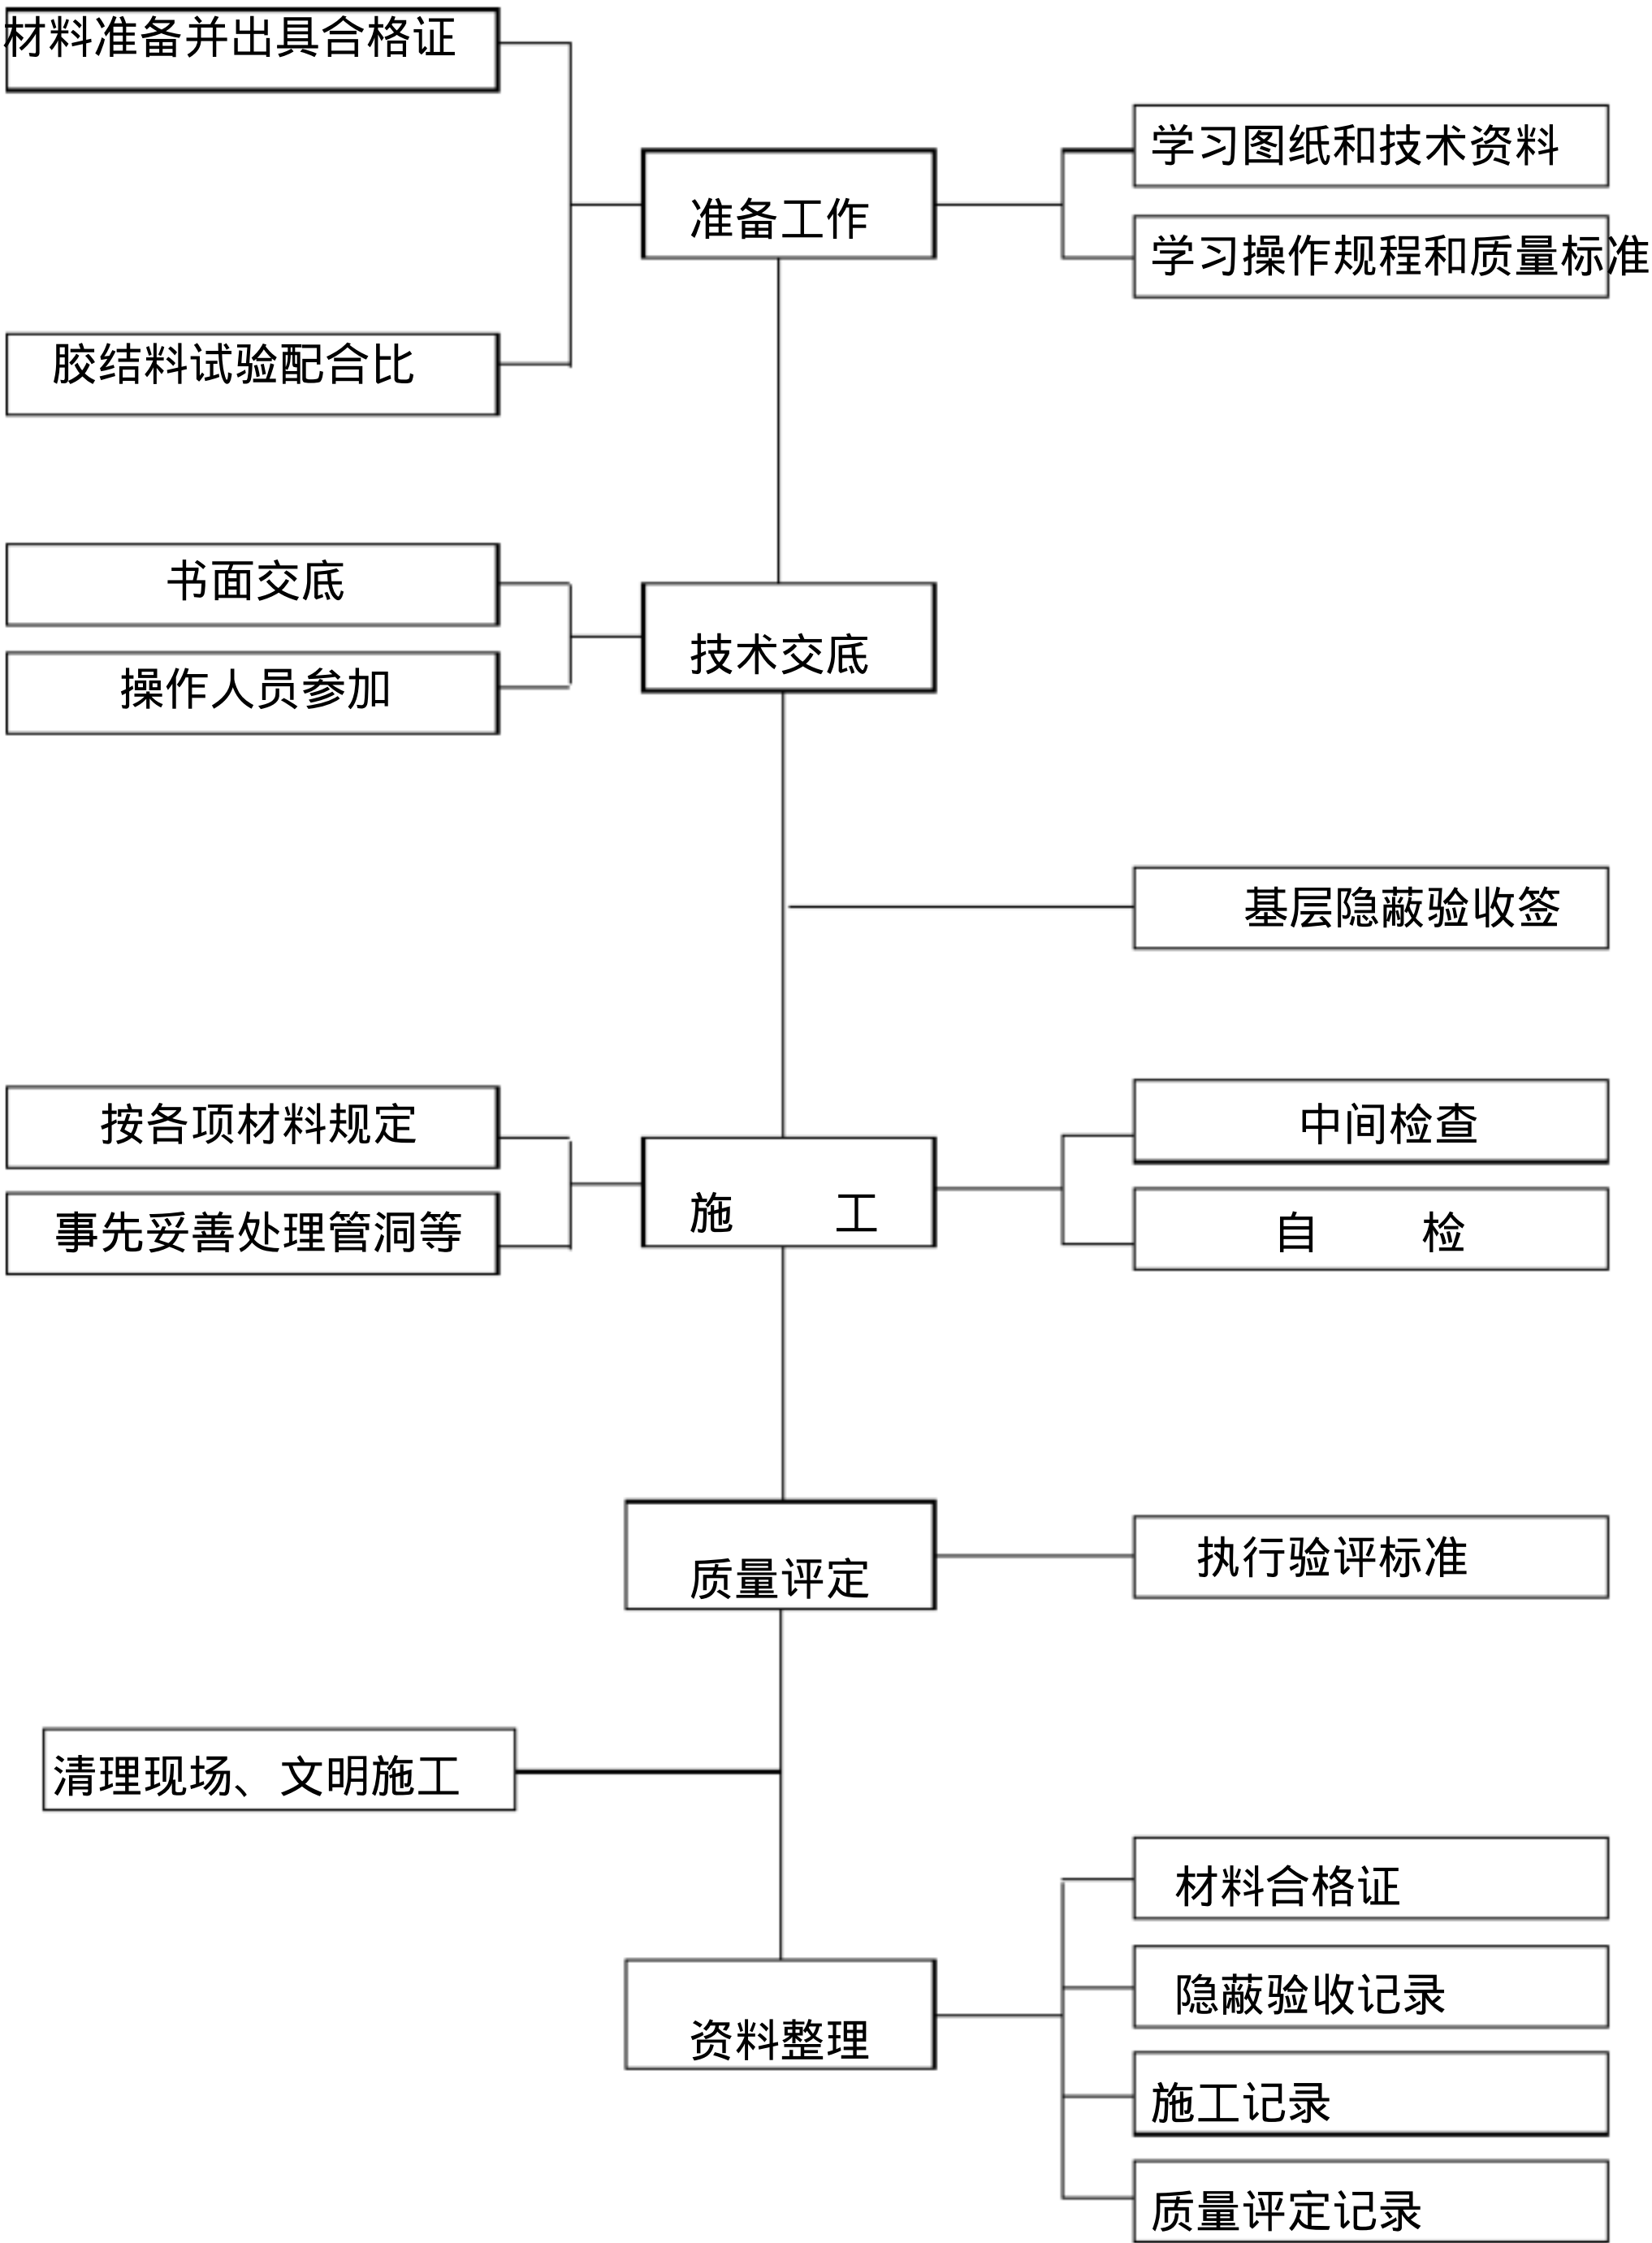 材料准备并出具合格证
学习图纸和技术资料
准备工作
学习操作规程和质量标准
胶结料试验配合比
书面交底
技术交底
操作人员参加
基层隐蔽验收签
按各项材料规定
中间检查
施 工
事先妥善处理管洞等
自 检
质量评定
执行验评标准
清理现场、文明施工
材料合格证
隐蔽验收记录
资料整理
施工记录
质量评定记录